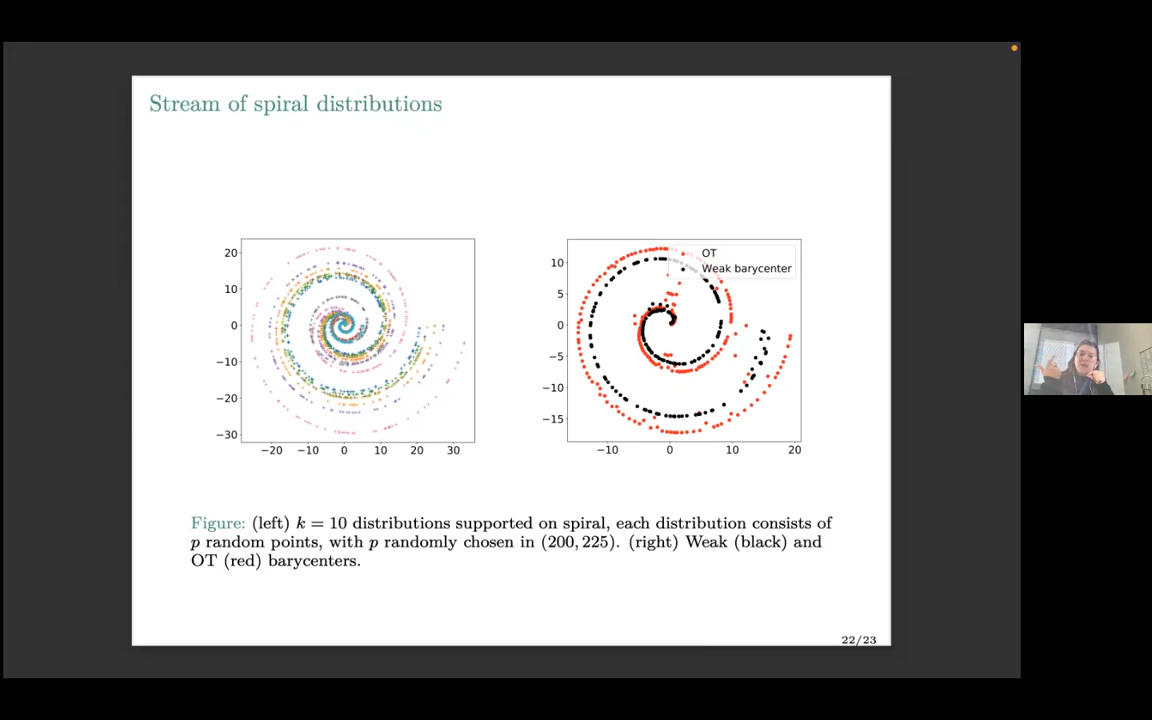 Stream of spiral distributions
20
10
0
−10
−20
−30
−20 −10 0 10 20 30
10
5
0
−5
−10
−15
−10 0 10 20
OT
Weak barycenter
Figure: (left) k = 10 distributions supported on spiral, each distribution consists of
p random points, with p randomly chosen in (200, 225). (right) Weak (black) and
OT (red) barycenters.
22/23